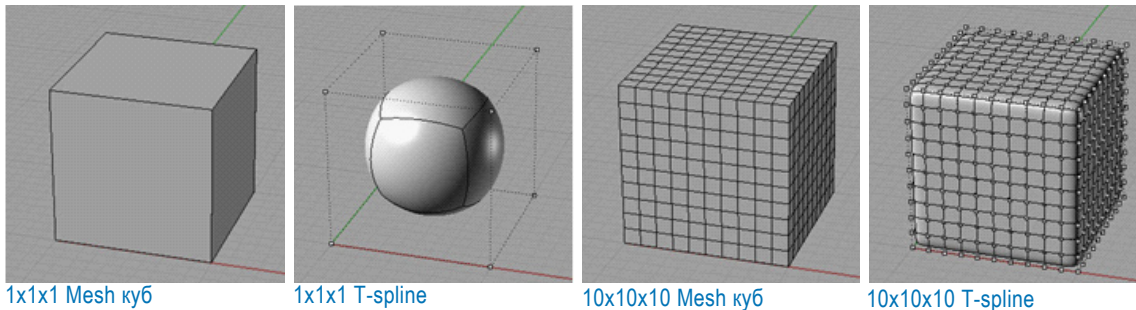 1x1x1 Mesh куб
1x1x1 T-spline
10x10x10 Mesh куб
10x10x10 T-spline